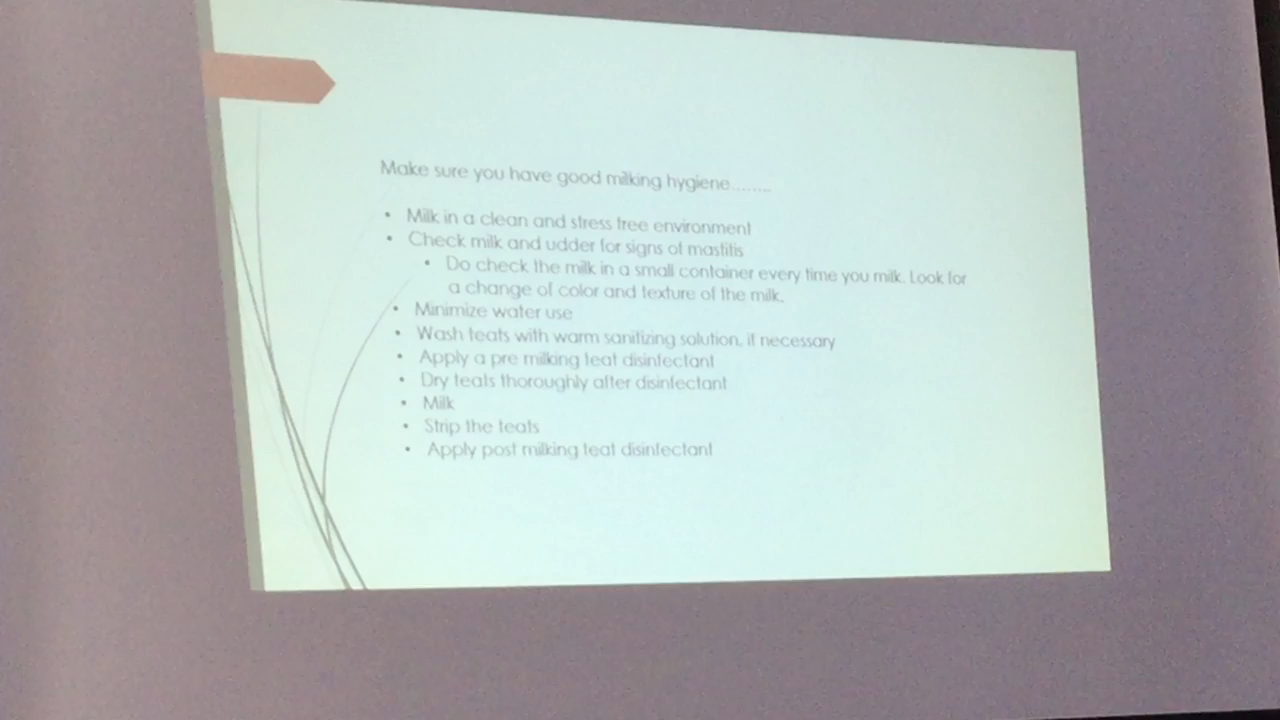 Make sure you have good milking hygiene........
• Milk in a clean and stress free environment
• Check milk and udder for signs of mastitis
• Do check the milk in a small container every time you milk. Look for
a change of color and texture of the milk.
• Minimize water use
• Wash teats with warm sanitizing solution, if necessary
• Apply a pre milking teat disinfectant
• Dry teats thoroughly after disinfectant
• Milk
• Strip the teats
• Apply post milking teat disinfectant